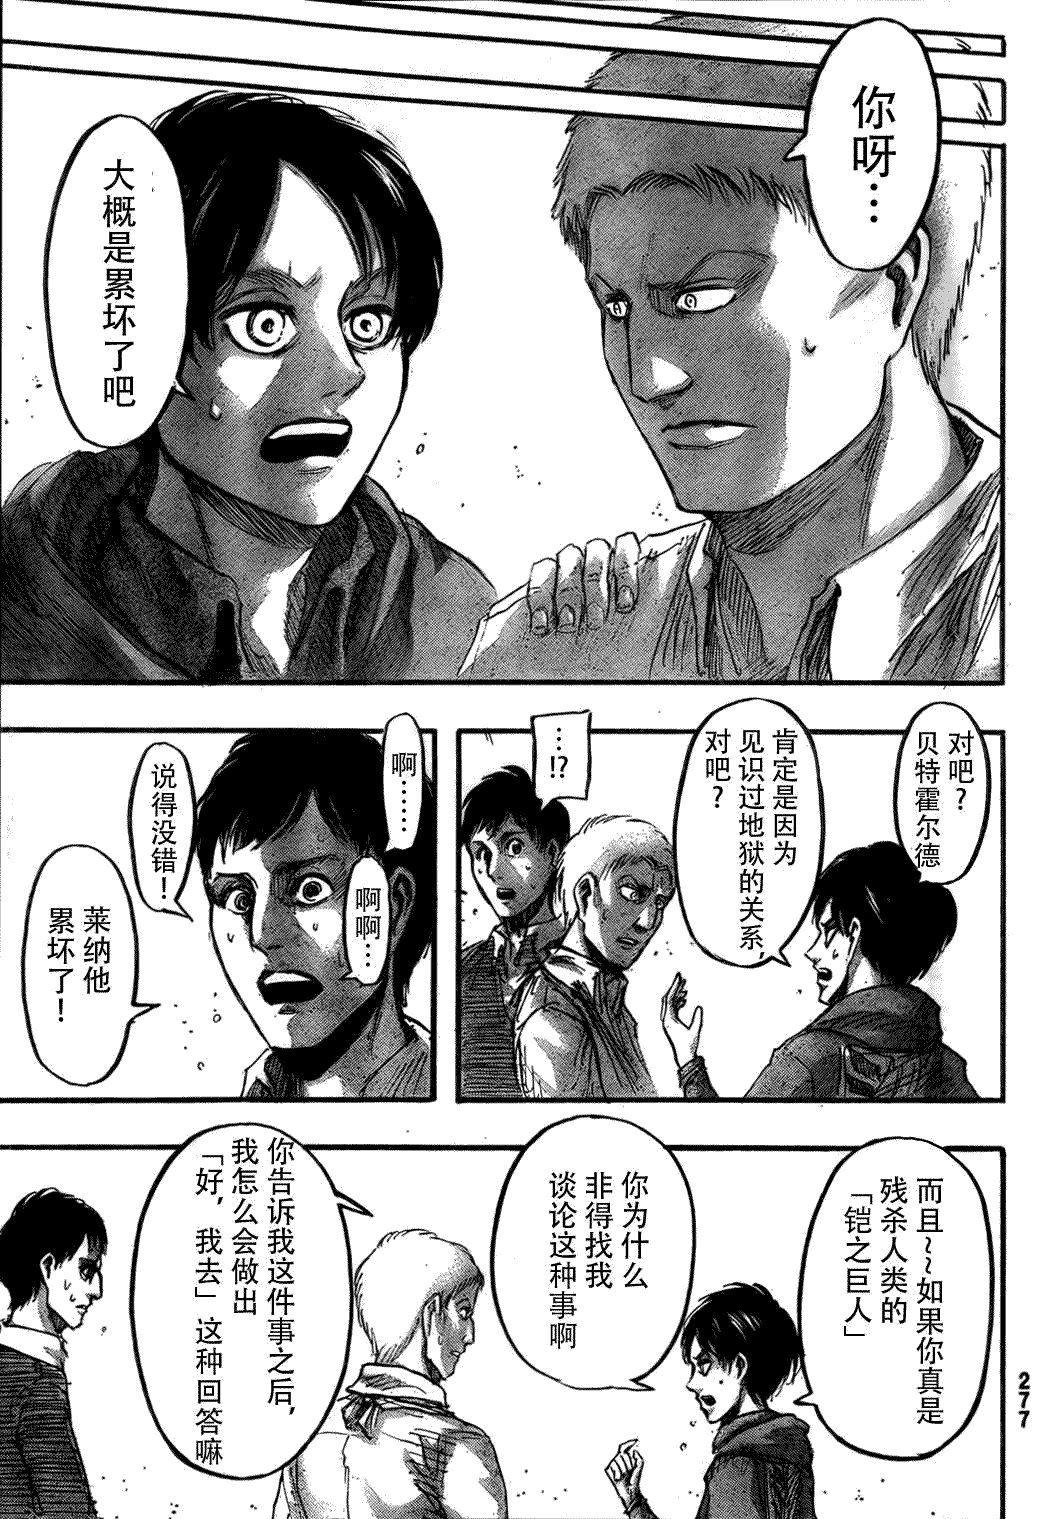 你呀…
大概是累坏了吧
对吧?
贝特霍尔德
肯定是因为
见识过地狱的关系,
对吧?
…!?
啊……
啊啊…
说得没错!
莱纳他
累坏了!
而且~~如果你真是
残杀人类的
「铠之巨人」
你为什么
非得找我
谈论这种事啊
你告诉我这件事之后,
我怎么会做出
「好,我去」这种回答嘛
277